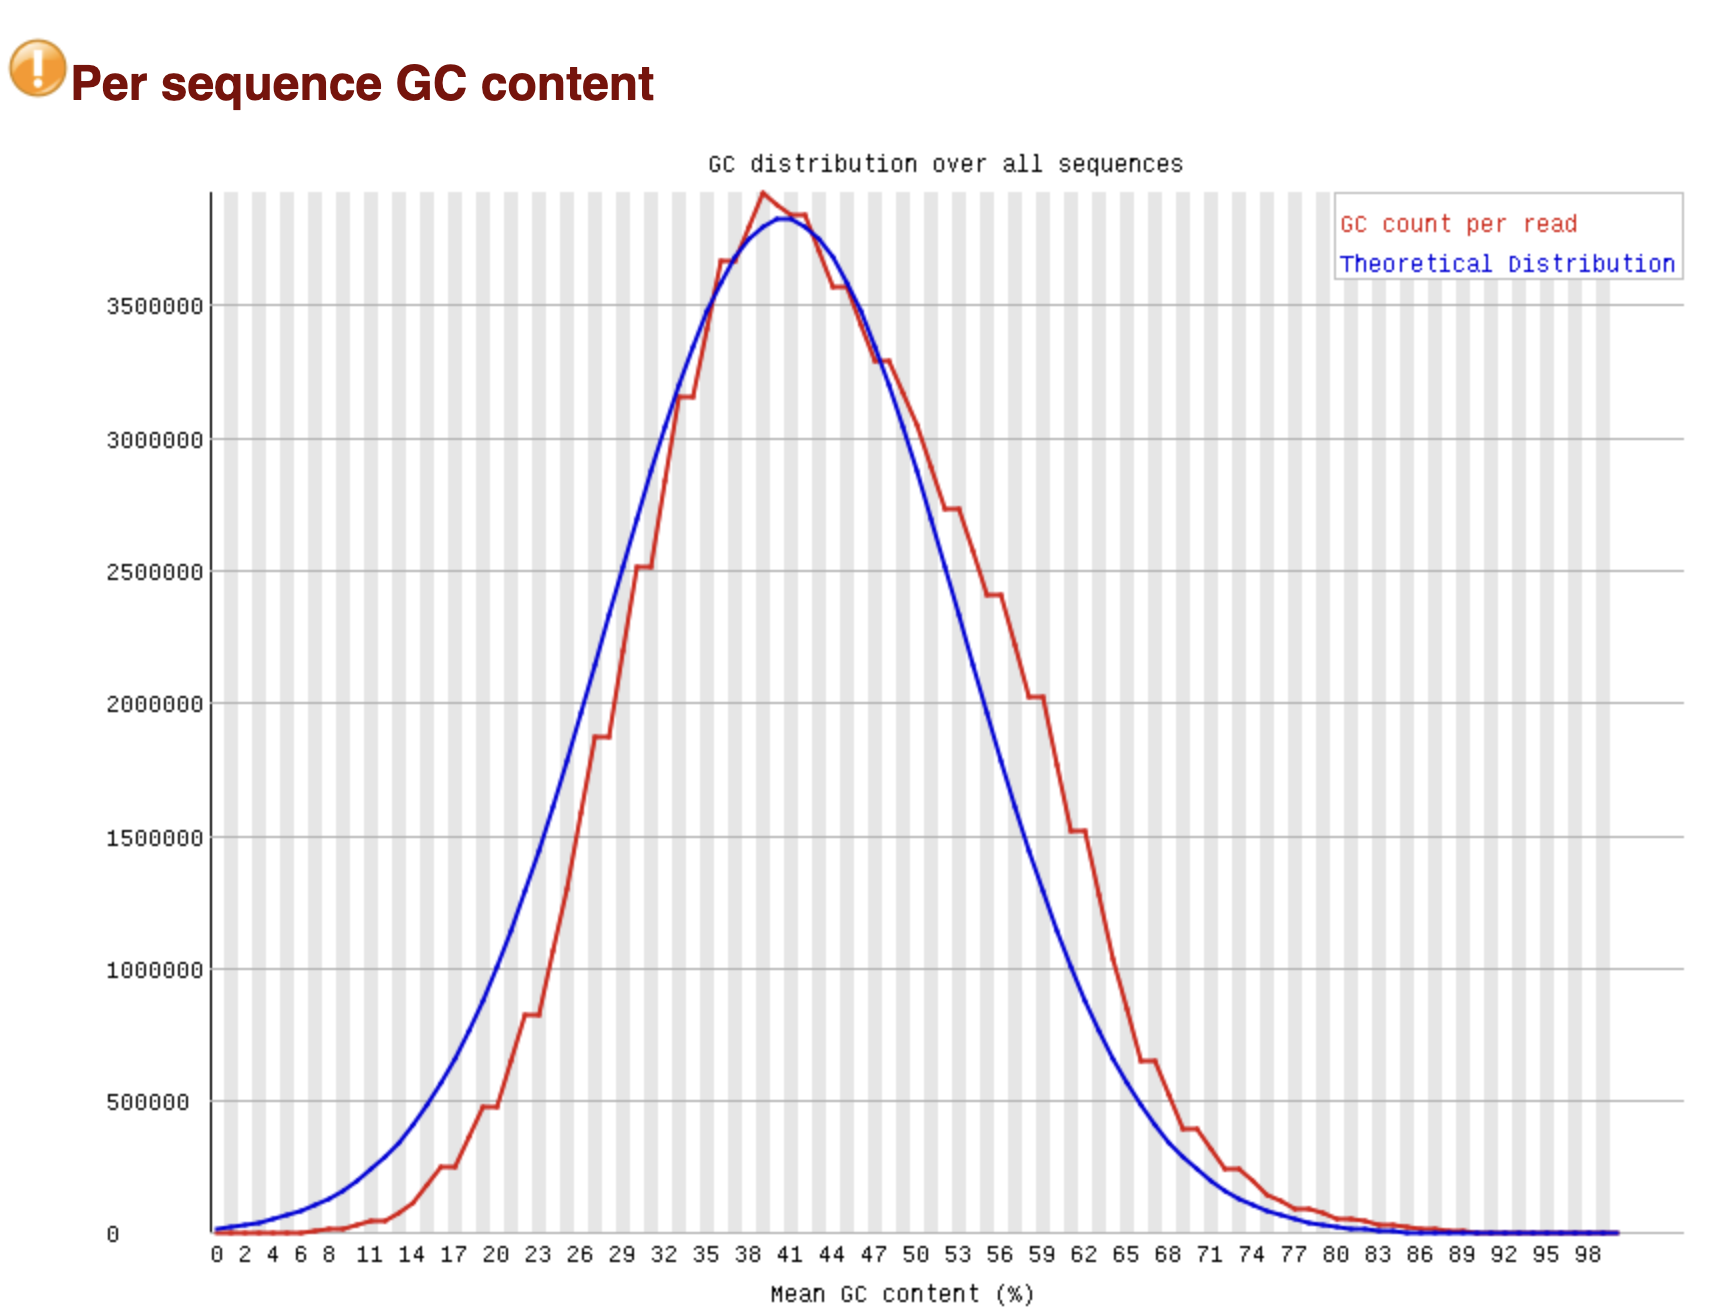 Per sequence GC content
GC distribution over all sequences
GC count per read
Theoretical Distribution
3500000
3000000
2500000
2000000
1500000
1000000
500000
0
0 2 4 6 8 11 14 17 20 23 26 29 32 35 38 41 44 47 50 53 56 59 62 65 68 71 74 77 80 83 86 89 92 95 98
Mean GC content (%)